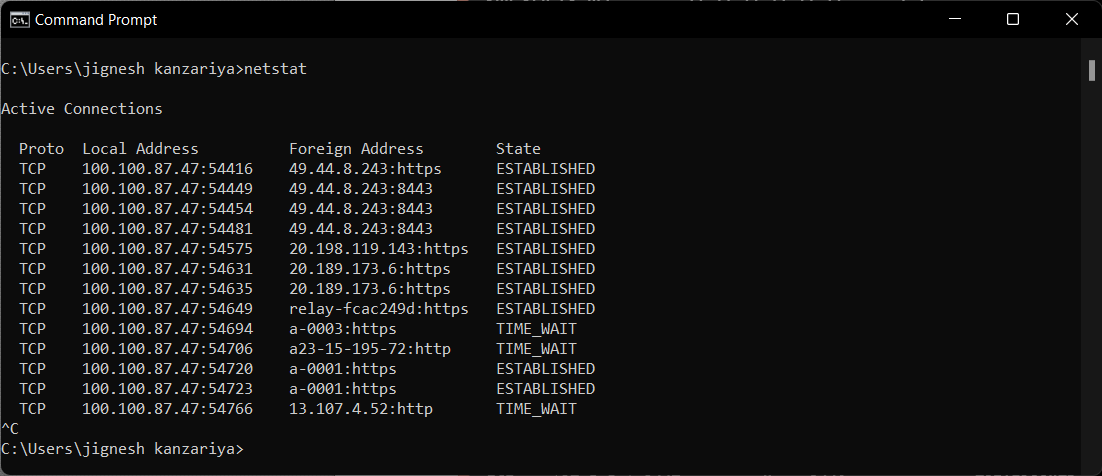 Command Prompt
C:\Users\jignesh kanzariya>netstat
Active Connections
Proto  Local Address          Foreign Address        State
TCP    100.100.87.47:54416    49.44.8.243:https      ESTABLISHED
TCP    100.100.87.47:54449    49.44.8.243:8443       ESTABLISHED
TCP    100.100.87.47:54454    49.44.8.243:8443       ESTABLISHED
TCP    100.100.87.47:54481    49.44.8.243:8443       ESTABLISHED
TCP    100.100.87.47:54575    20.198.119.143:https   ESTABLISHED
TCP    100.100.87.47:54631    20.189.173.6:https     ESTABLISHED
TCP    100.100.87.47:54635    20.189.173.6:https     ESTABLISHED
TCP    100.100.87.47:54649    relay-fcac249d:https   ESTABLISHED
TCP    100.100.87.47:54694    a-0003:https           TIME_WAIT
TCP    100.100.87.47:54706    a23-15-195-72:http     TIME_WAIT
TCP    100.100.87.47:54720    a-0001:https           ESTABLISHED
TCP    100.100.87.47:54723    a-0001:https           ESTABLISHED
TCP    100.100.87.47:54766    13.107.4.52:http       TIME_WAIT
^C
C:\Users\jignesh kanzariya>